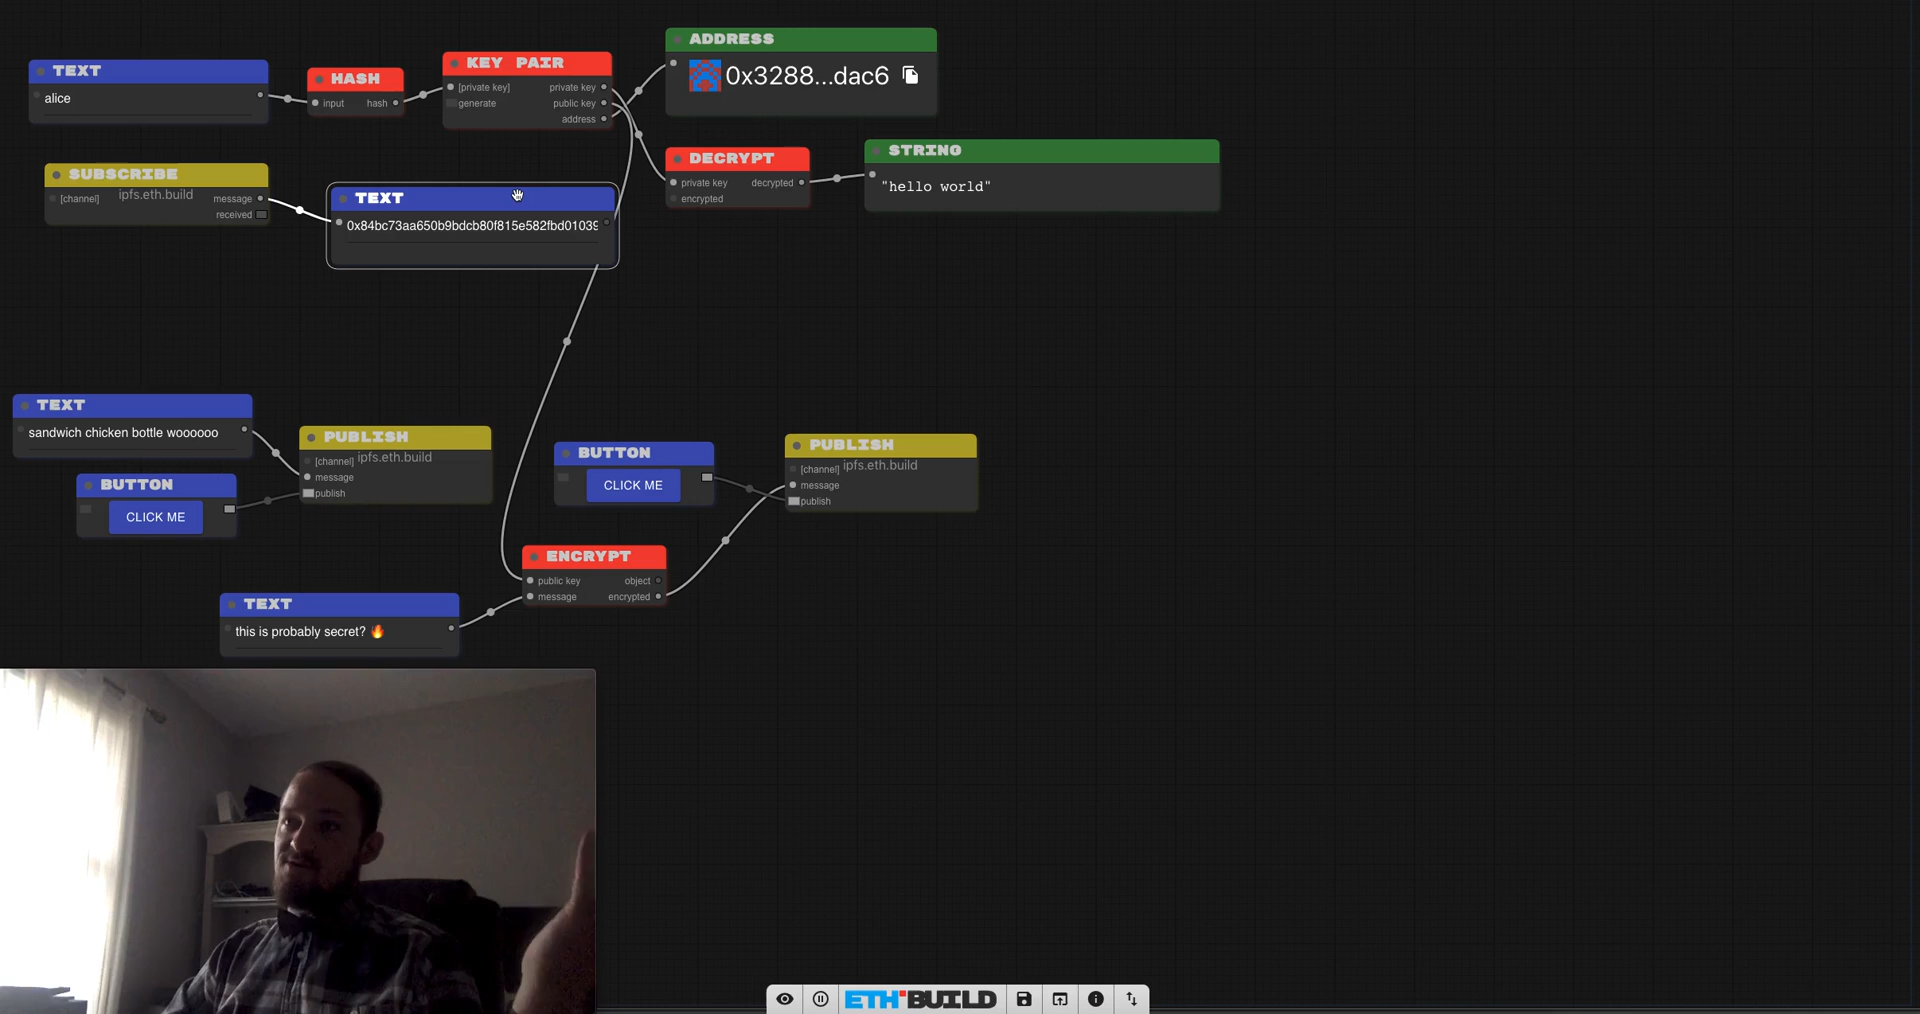 TEXT
alice
HASH
input hash
KEY PAIR
[private key] private key
generate public key
address
ADDRESS
0x3288...dac6
SUBSCRIBE
ipfs.eth.build
[channel] message
received
TEXT
0x84bc73aa650b9bdcb80f815e582fbd01039
DECRYPT
private key decrypted
encrypted
STRING
"hello world"
TEXT
sandwich chicken bottle woooooo
PUBLISH
[channel] ipfs.eth.build
message
publish
BUTTON
CLICK ME
BUTTON
CLICK ME
PUBLISH
[channel] ipfs.eth.build
message
publish
ENCRYPT
public key object
message encrypted
TEXT
this is probably secret? 🔥
ETH BUILD